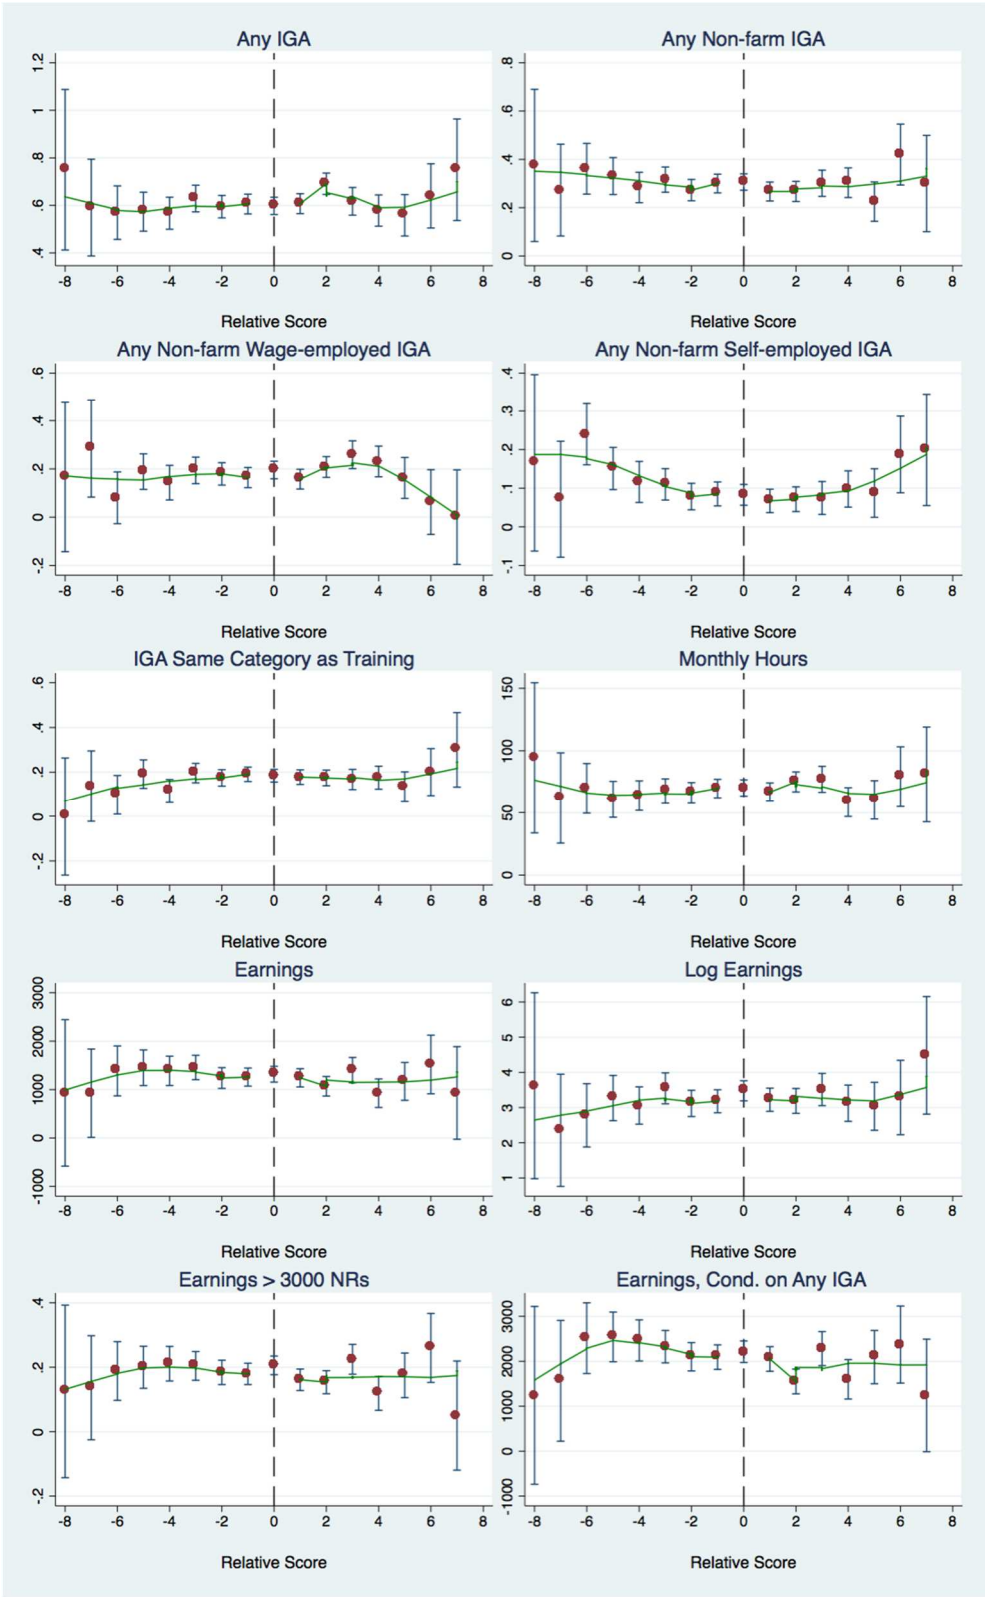 Any IGA
Any Non-farm IGA
1.2
1
.8
.6
.4
-8 -6 -4 -2 0 2 4 6 8
Relative Score
.8
.6
.4
.2
0
-8 -6 -4 -2 0 2 4 6 8
Relative Score
Any Non-farm Wage-employed IGA
Any Non-farm Self-employed IGA
.6
.4
.2
0
-.2
-8 -6 -4 -2 0 2 4 6 8
Relative Score
.4
.3
.2
.1
0
-.1
-8 -6 -4 -2 0 2 4 6 8
Relative Score
IGA Same Category as Training
Monthly Hours
.6
.4
.2
0
-.2
-8 -6 -4 -2 0 2 4 6 8
Relative Score
150
100
50
0
-8 -6 -4 -2 0 2 4 6 8
Relative Score
Earnings
Log Earnings
3000
2000
1000
0
-1000
-8 -6 -4 -2 0 2 4 6 8
Relative Score
6
5
4
3
2
1
-8 -6 -4 -2 0 2 4 6 8
Relative Score
Earnings > 3000 NRs
Earnings, Cond. on Any IGA
.4
.2
0
-.2
-8 -6 -4 -2 0 2 4 6 8
Relative Score
3000
2000
1000
0
-1000
-8 -6 -4 -2 0 2 4 6 8
Relative Score